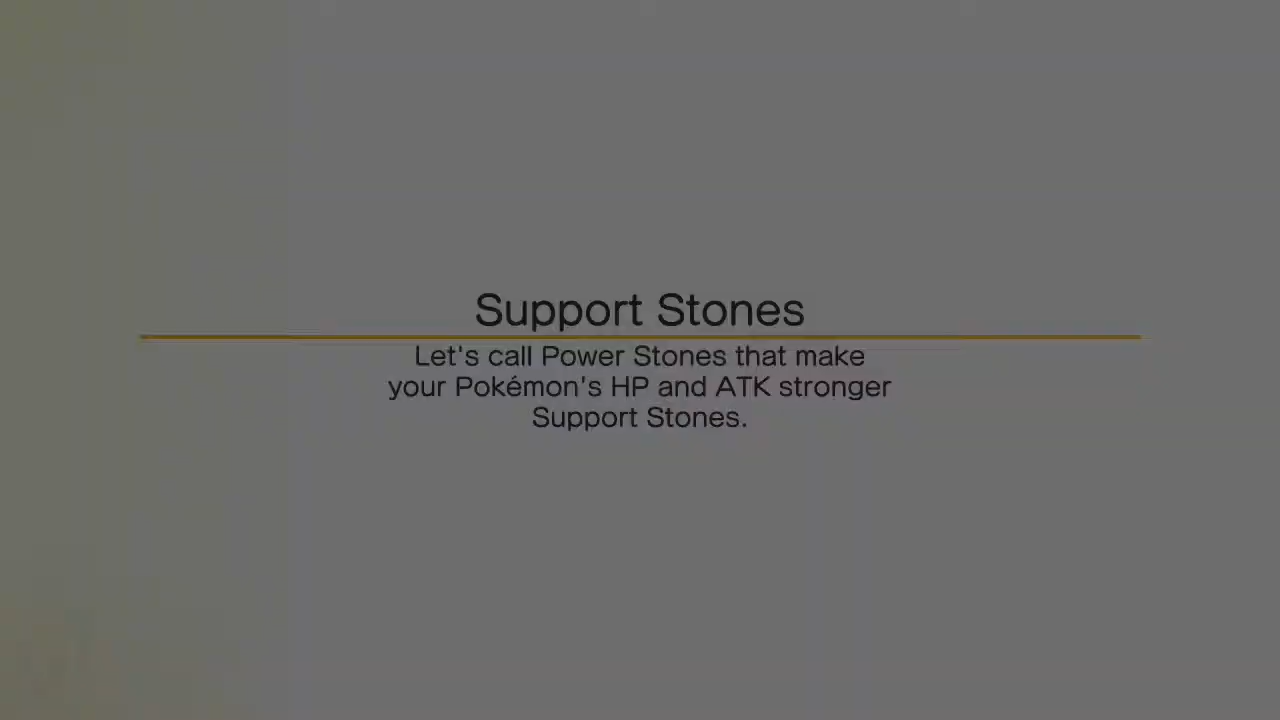 Support Stones
Let's call Power Stones that make
your Pokémon's HP and ATK stronger
Support Stones.